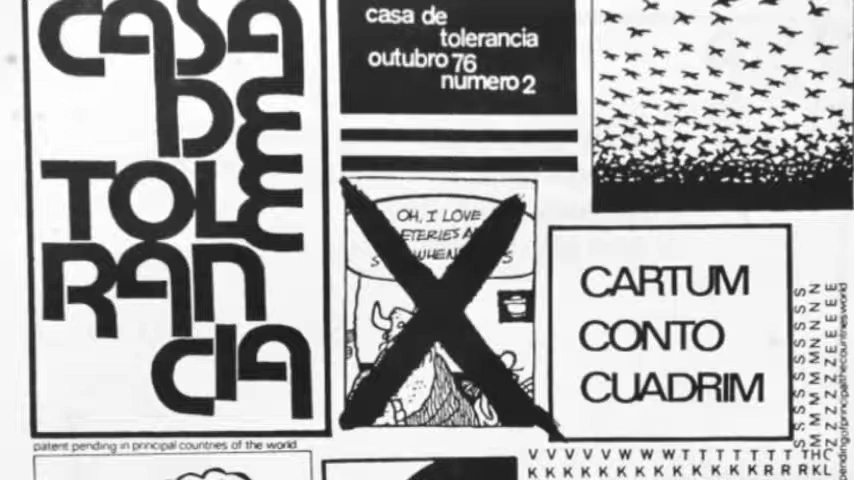 CASA
DE
TOLE
RAN
CIA
casa de
tolerancia
outubro 76
numero 2
OH, I LOVE
CARTUM
CONTO
CUADRIM
patent pending in principal countries of the world
V V V V V W W W T T T T T T T H C
K K K K K K K K K K K K R R R K L